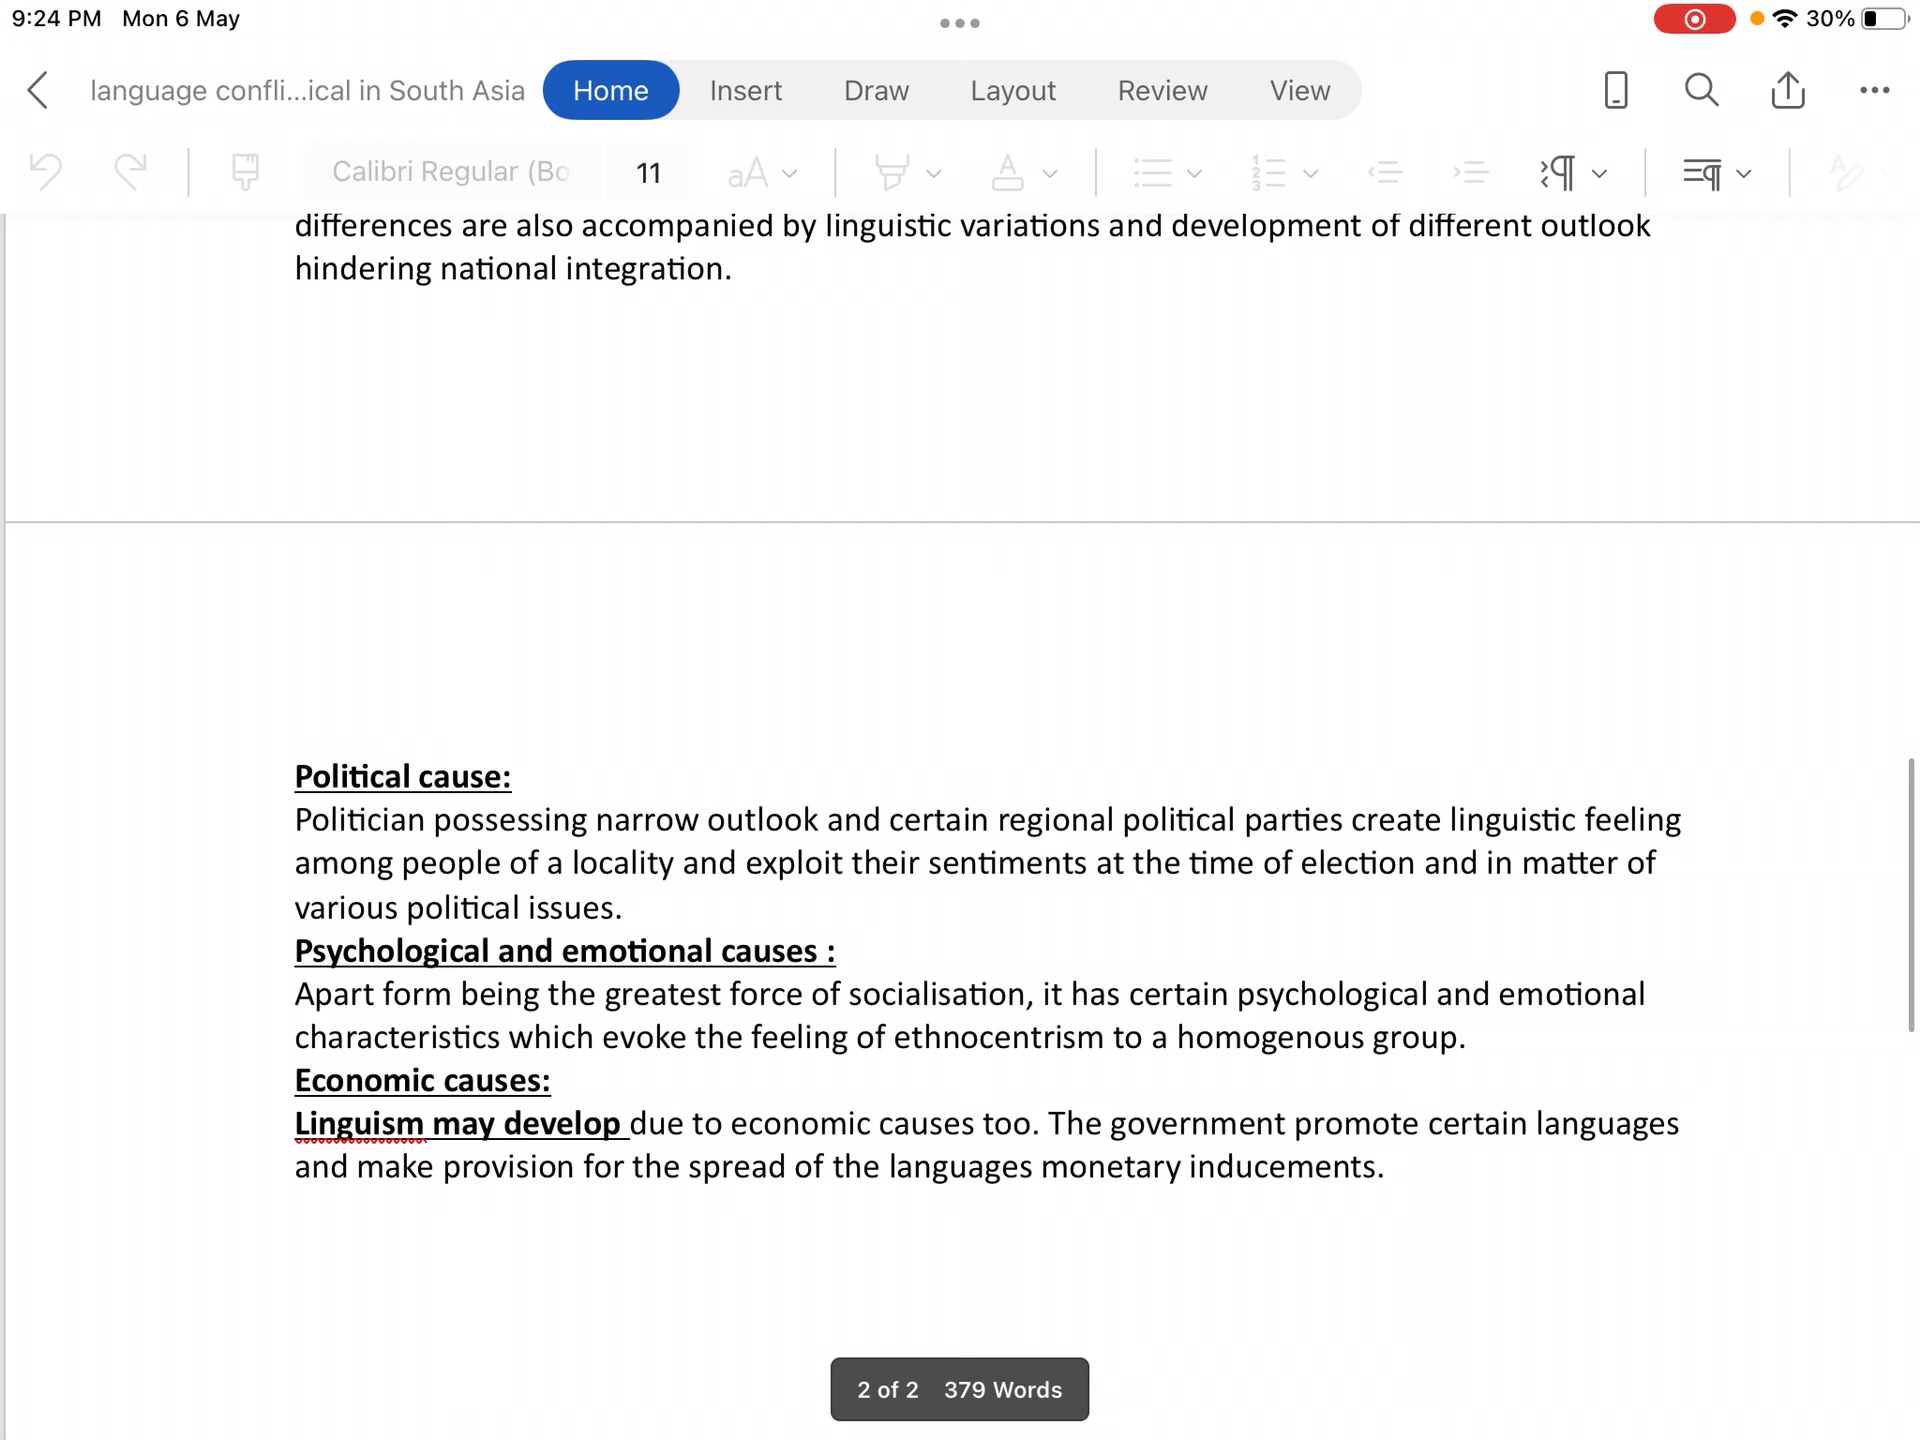 9:24 PM Mon 6 May
30%
language confli...ical in South Asia
Home
Insert
Draw
Layout
Review
View
Calibri Regular (Bo
11
differences are also accompanied by linguistic variations and development of different outlook
hindering national integration.
Political cause:
Politician possessing narrow outlook and certain regional political parties create linguistic feeling
among people of a locality and exploit their sentiments at the time of election and in matter of
various political issues.
Psychological and emotional causes :
Apart form being the greatest force of socialisation, it has certain psychological and emotional
characteristics which evoke the feeling of ethnocentrism to a homogenous group.
Economic causes:
Linguism may develop due to economic causes too. The government promote certain languages
and make provision for the spread of the languages monetary inducements.
2 of 2 379 Words